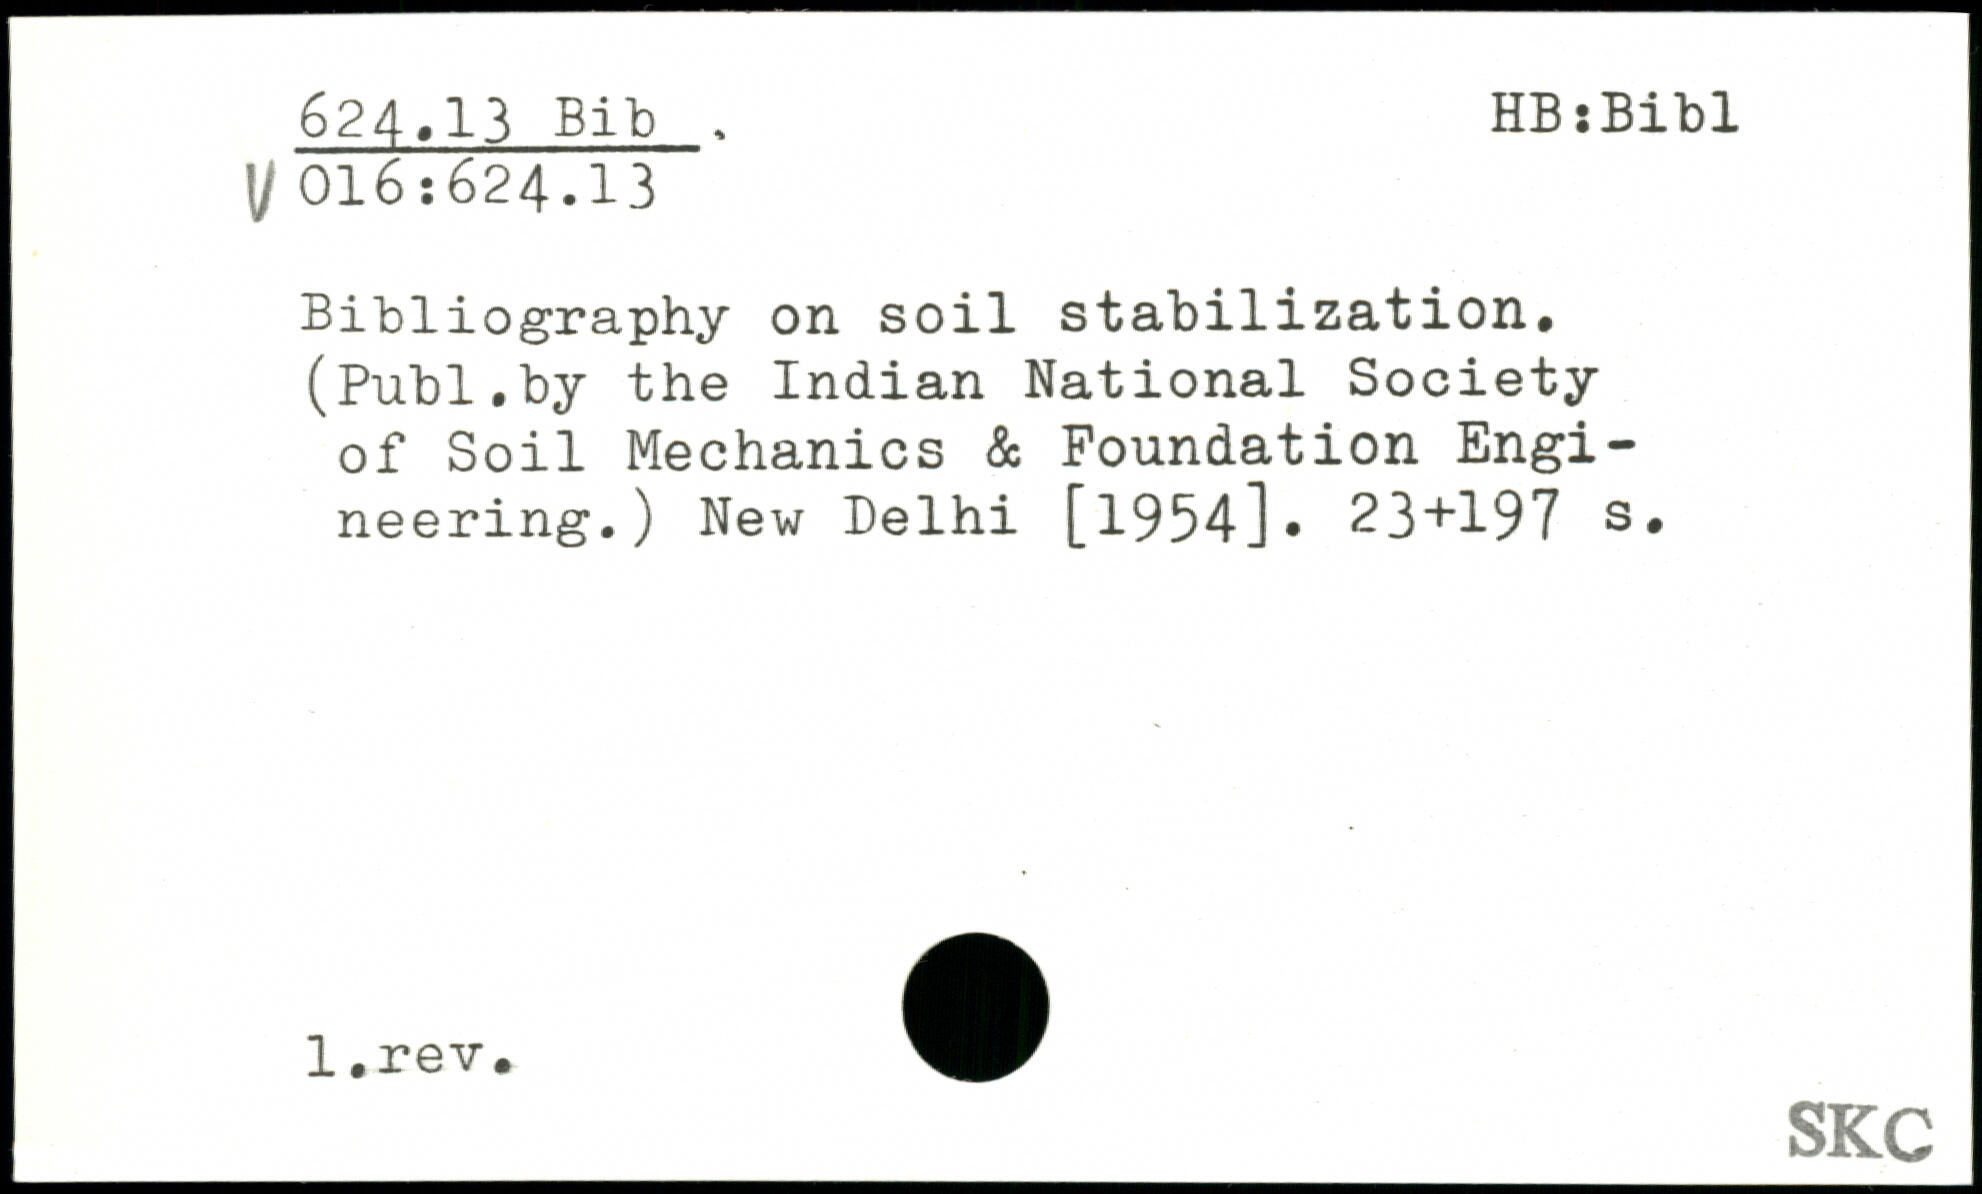 624.13 Bib .
HB:Bibl
V 016:624.13
Bibliography on soil stabilization.
(Publ.by the Indian National Society
of Soil Mechanics & Foundation Engi-
neering.) New Delhi [1954]. 23+197 s.
1.rev.
SKC